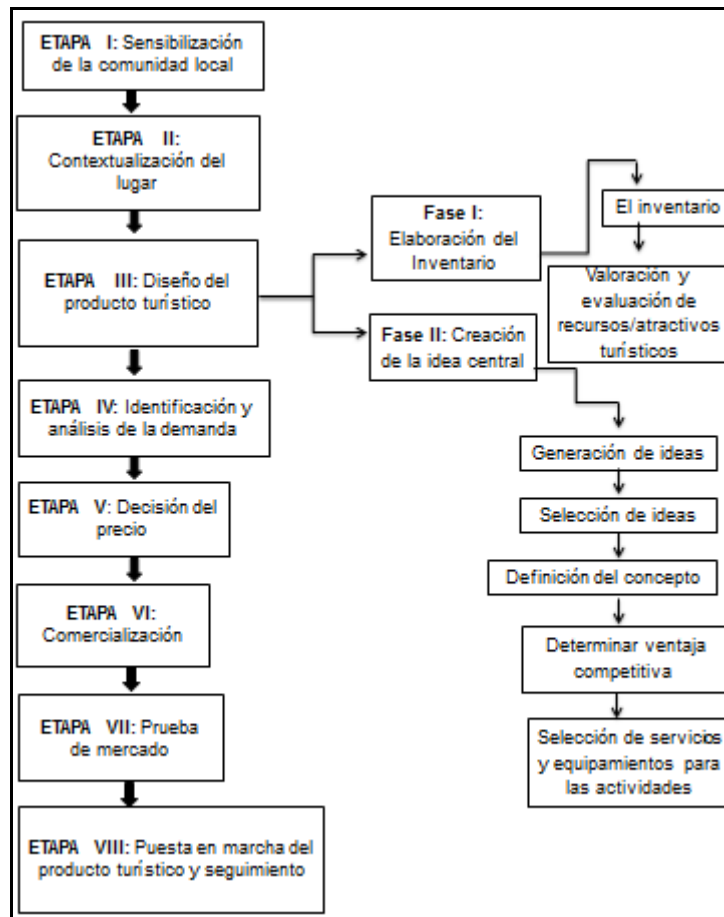 ETAPA I: Sensibilización
de la comunidad local
ETAPA II:
Contextualización del
lugar
ETAPA III: Diseño del
producto turístico
ETAPA IV: Identificación y
análisis de la demanda
ETAPA V: Decisión del
precio
ETAPA VI:
Comercialización
ETAPA VII: Prueba
de mercado
ETAPA VIII: Puesta en marcha del
producto turístico y seguimiento
Fase I:
Elaboración del
Inventario
El inventario
Valoración y
evaluación de
recursos/atractivos
turísticos
Fase II: Creación
de la idea central
Generación de ideas
Selección de ideas
Definición del concepto
Determinar ventaja
competitiva
Selección de servicios
y equipamientos para
las actividades